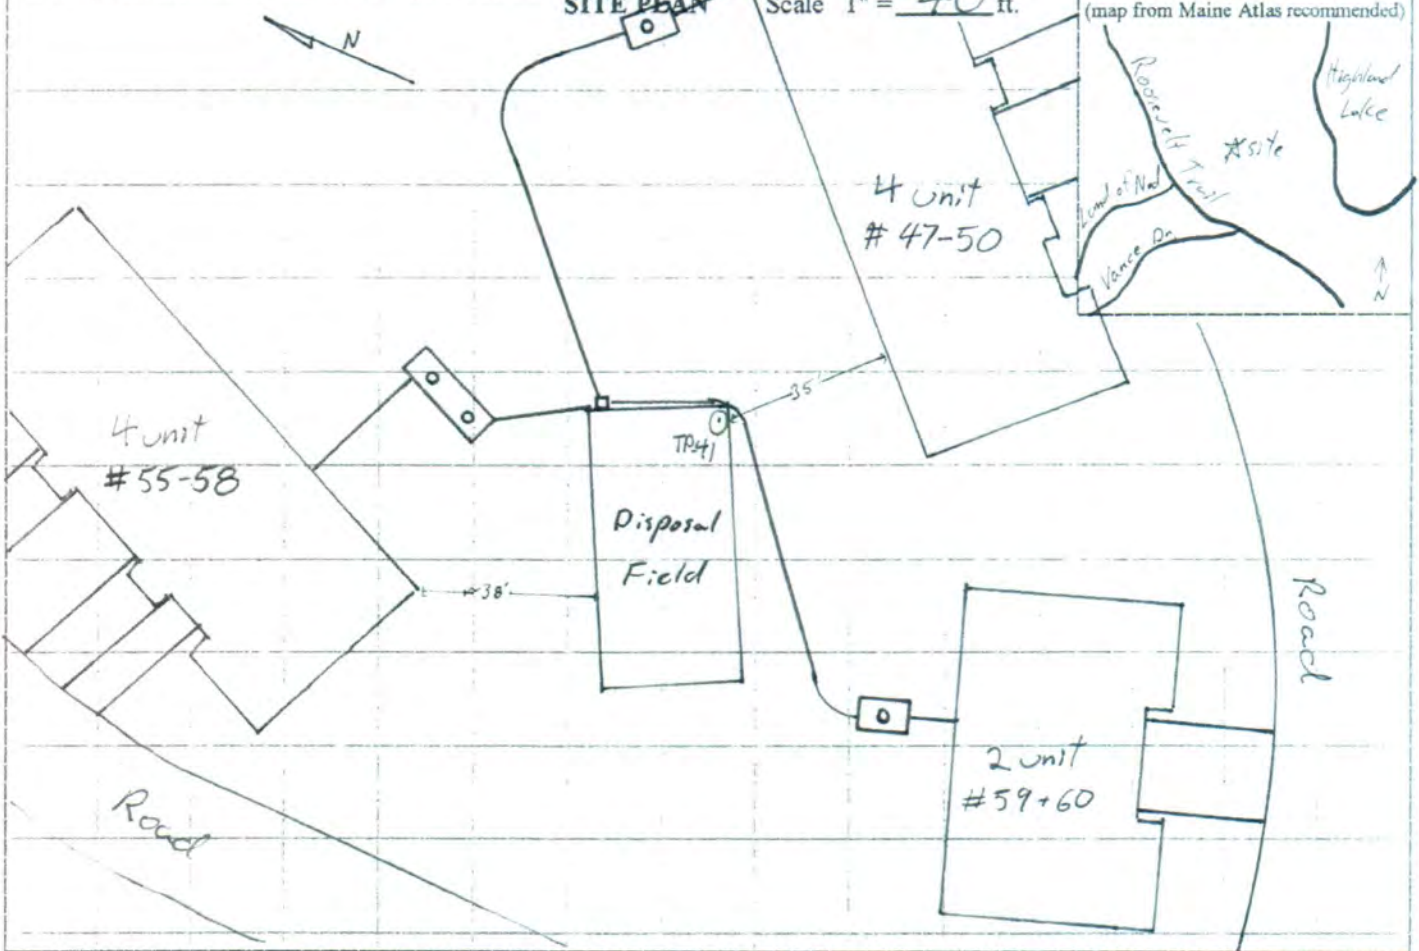 SITE PLAN Scale 1" = 40 ft.
(map from Maine Atlas recommended)
N
Roosevelt Trail
Highland
Lake
site
Land of Nod
Vance Dr.
N
4 unit
# 47-50
35'
TP41
4 unit
# 55-58
Disposal
Field
38'
Road
2 unit
# 59+60
Road